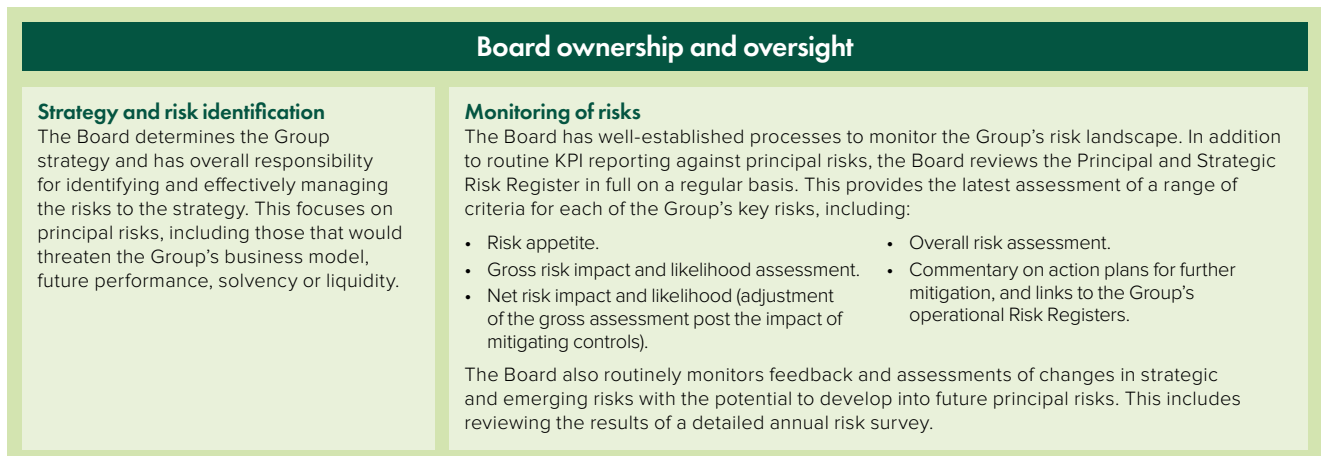 Board ownership and oversight
Strategy and risk identification
The Board determines the Group
strategy and has overall responsibility
for identifying and effectively managing
the risks to the strategy. This focuses on
principal risks, including those that would
threaten the Group’s business model,
future performance, solvency or liquidity.
Monitoring of risks
The Board has well-established processes to monitor the Group’s risk landscape. In addition
to routine KPI reporting against principal risks, the Board reviews the Principal and Strategic
Risk Register in full on a regular basis. This provides the latest assessment of a range of
criteria for each of the Group’s key risks, including:
• Risk appetite.
• Gross risk impact and likelihood assessment.
• Net risk impact and likelihood (adjustment
of the gross assessment post the impact of
mitigating controls).
• Overall risk assessment.
• Commentary on action plans for further
mitigation, and links to the Group’s
operational Risk Registers.
The Board also routinely monitors feedback and assessments of changes in strategic
and emerging risks with the potential to develop into future principal risks. This includes
reviewing the results of a detailed annual risk survey.